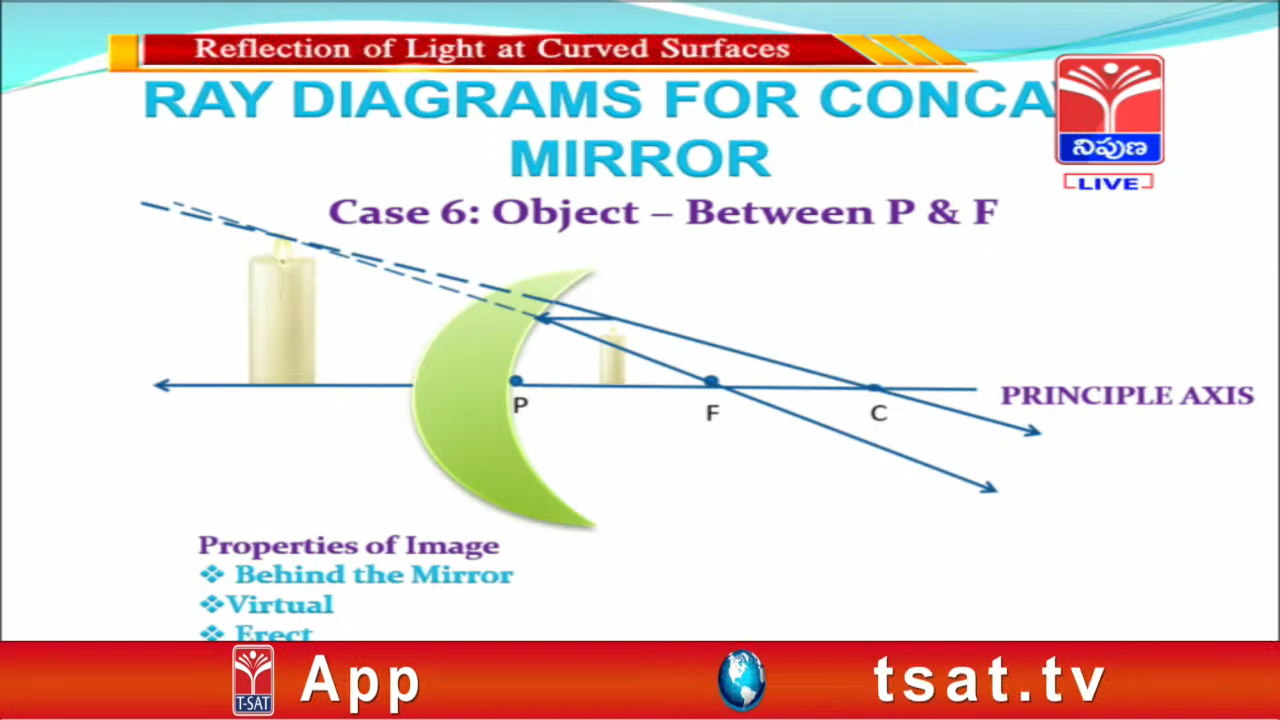 Reflection of Light at Curved Surfaces
RAY DIAGRAMS FOR CONCA
MIRROR
నిపుణ
LIVE
Case 6: Object – Between P & F
P
F
C
PRINCIPLE AXIS
Properties of Image
❖ Behind the Mirror
❖Virtual
❖ Erect
T-SAT
App
tsat.tv